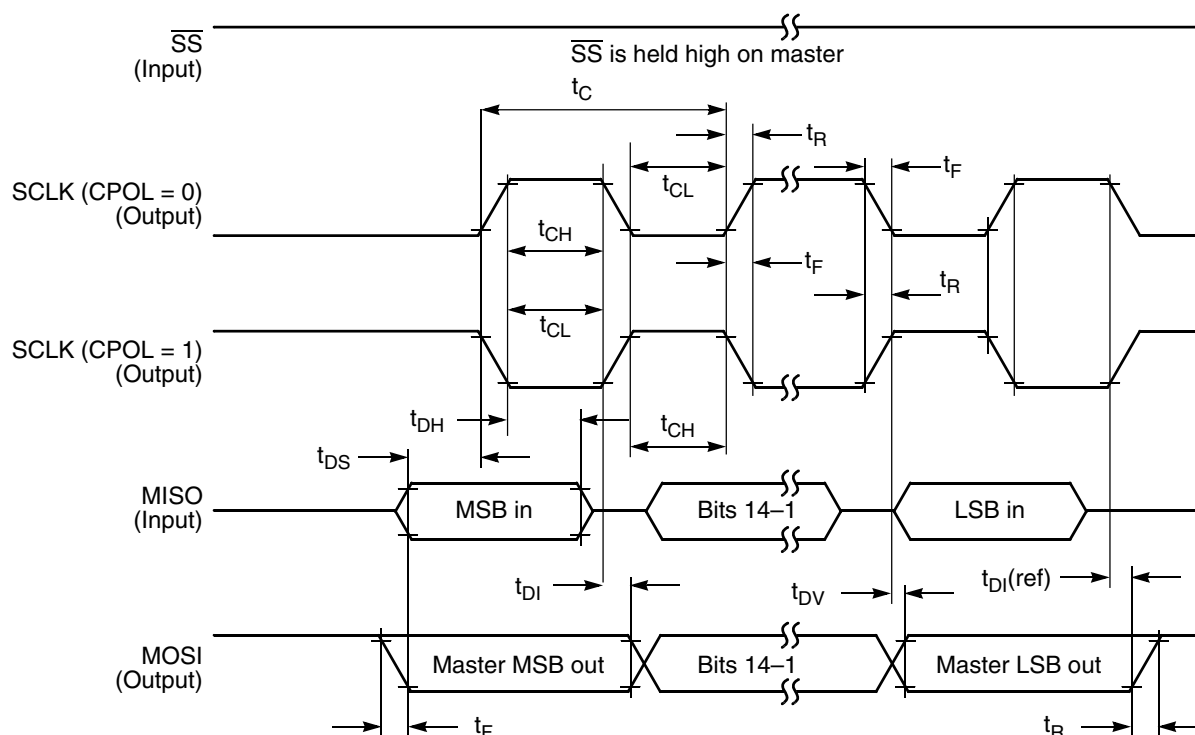 SS
(Input)
SS is held high on master
tC
tR
tF
SCLK (CPOL = 0)
(Output)
tCL
tCH
tF
tR
tCL
SCLK (CPOL = 1)
(Output)
tDH
tCH
tDS
MISO
(Input)
MSB in
Bits 14–1
LSB in
tDI
tDV
tDI(ref)
MOSI
(Output)
Master MSB out
Bits 14–1
Master LSB out
tF
tR